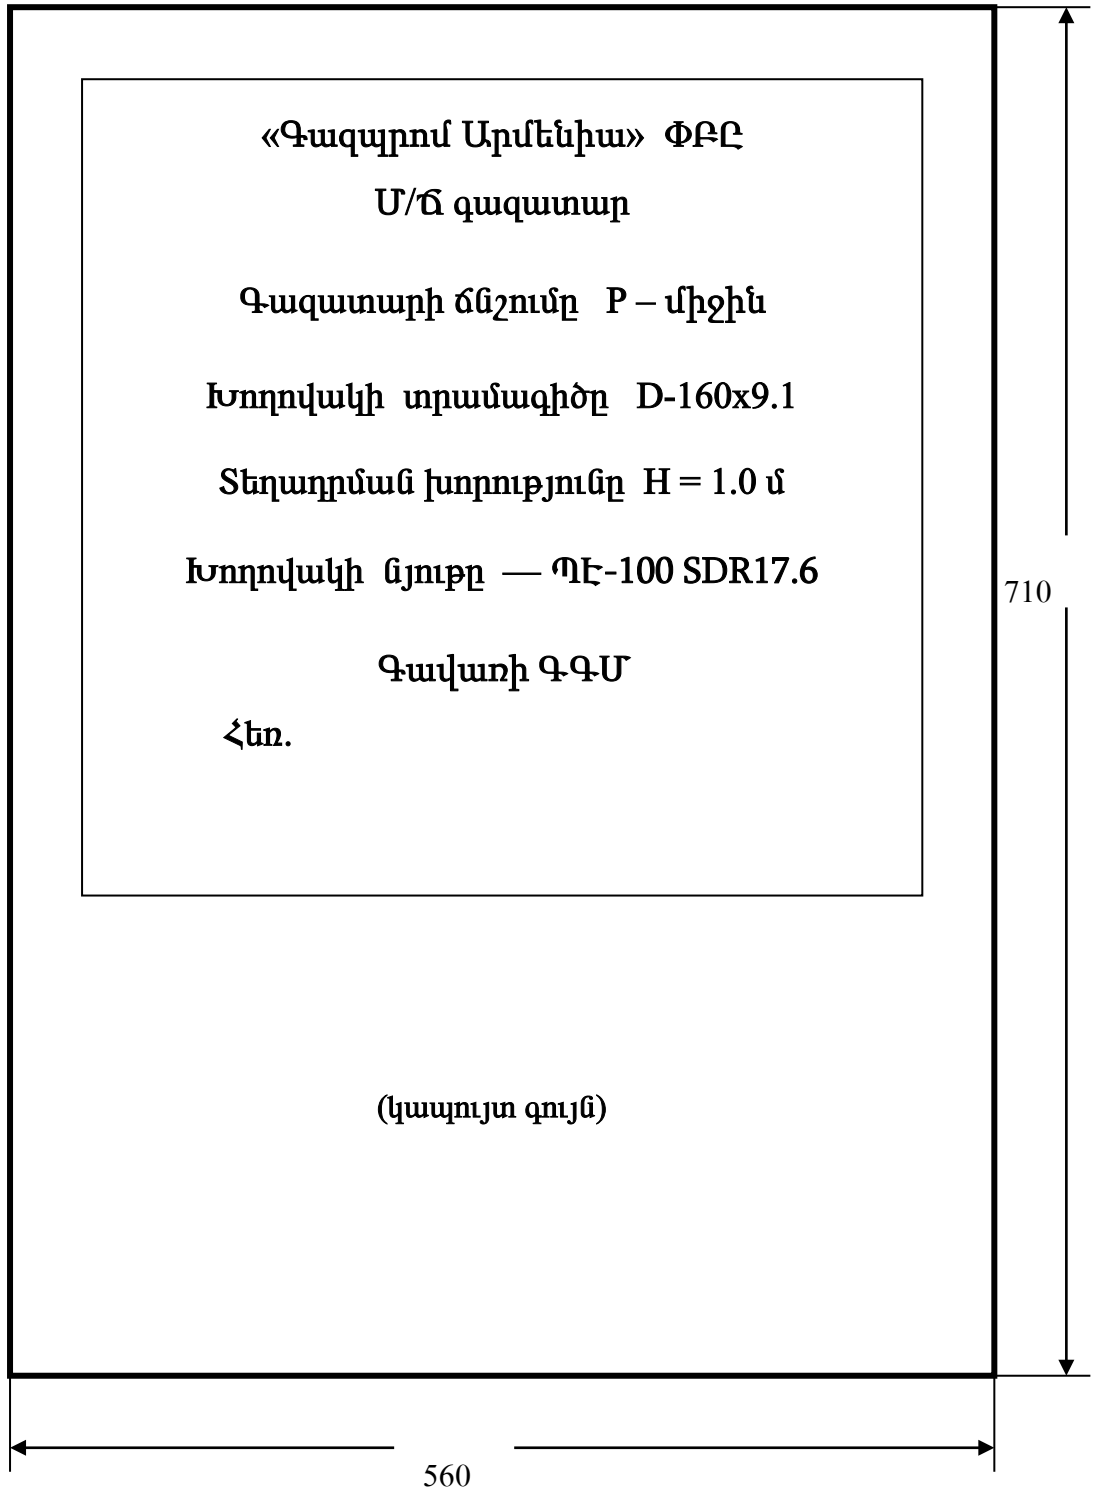 «Գազպրոմ Արմենիա» ՓԲԸ
Մ/Ճ գազատար
Գազատարի ճնշումը P – միջին
Խողովակի տրամագիծը D-160x9.1
Տեղադրման խորությունը H = 1.0 մ
Խողովակի նյութը — ՊԷ-100 SDR17.6
710
Գավառի ԳԳՄ
Հեռ.
(կապույտ գույն)
560